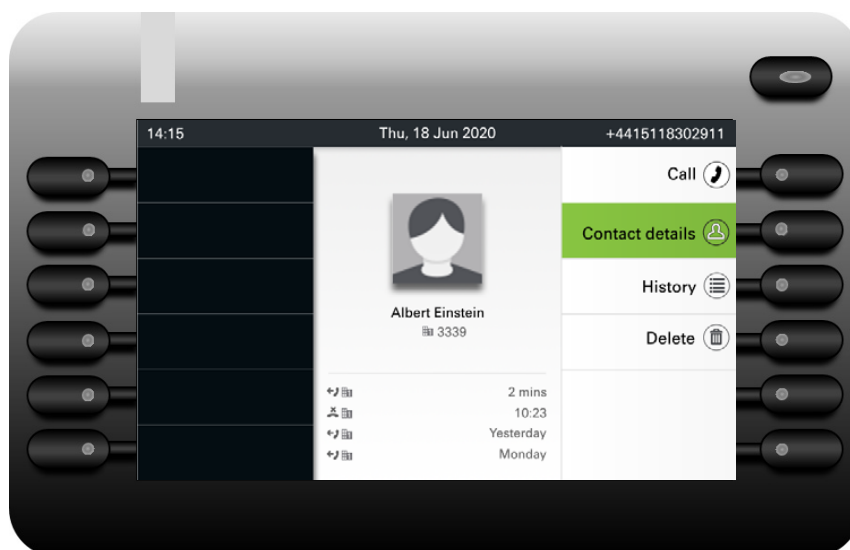 14:15 Thu, 18 Jun 2020 +4415118302911
Call
Contact details
History
Delete
Albert Einstein
3339
2 mins
10:23
Yesterday
Monday